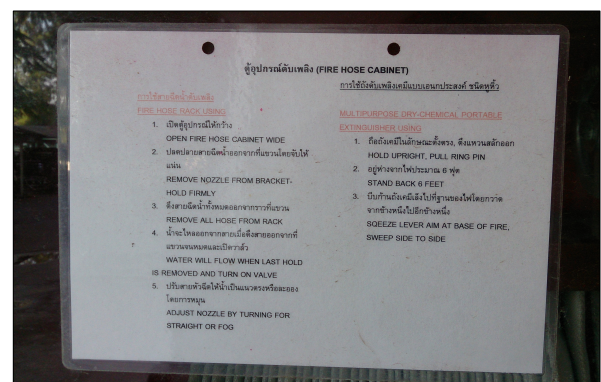 ตู้อุปกรณ์ดับเพลิง (FIRE HOSE CABINET)
การใช้สายฉีดน้ำดับเพลิง
FIRE HOSE RACK USING
1. เปิดตู้อุปกรณ์ให้กว้าง
OPEN FIRE HOSE CABINET WIDE
2. ปลดปลายสายฉีดน้ำออกจากที่แขวนโดยจับให้
แน่น
REMOVE NOZZLE FROM BRACKET-
HOLD FIRMLY
3. ดึงสายฉีดน้ำทั้งหมดออกจากราวที่แขวน
REMOVE ALL HOSE FROM RACK
4. น้ำจะไหลออกจากสายเมื่อดึงสายออกจากที่
แขวนจนหมดและเปิดวาล์ว
WATER WILL FLOW WHEN LAST HOLD
IS REMOVED AND TURN ON VALVE
5. ปรับสายหัวฉีดให้น้ำเป็นแนวตรงหรือละออง
โดยการหมุน
ADJUST NOZZLE BY TURNING FOR
STRAIGHT OR FOG
การใช้ถังดับเพลิงเคมีแบบเอนกประสงค์ ชนิดหูหิ้ว
MULTIPURPOSE DRY-CHEMICAL PORTABLE
EXTINGUISHER USING
1. ถือถังเคมีในลักษณะตั้งตรง, ดึงแหวนสลักออก
HOLD UPRIGHT, PULL RING PIN
2. อยู่ห่างจากไฟประมาณ 6 ฟุต
STAND BACK 6 FEET
3. บีบก้านถังเคมีเล็งไปที่ฐานของไฟโดยกวาด
จากข้างหนึ่งไปอีกข้างหนึ่ง
SQEEZE LEVER AIM AT BASE OF FIRE,
SWEEP SIDE TO SIDE